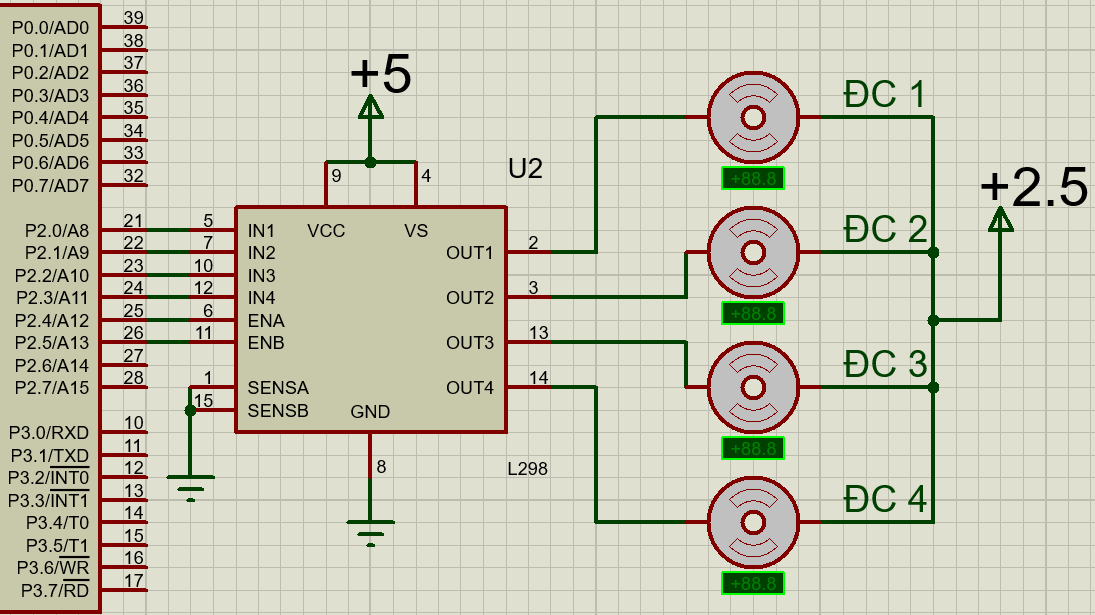 P0.0/AD0 39
P0.1/AD1 38
P0.2/AD2 37
P0.3/AD3 36
P0.4/AD4 35
P0.5/AD5 34
P0.6/AD6 33
P0.7/AD7 32
P2.0/A8 21
P2.1/A9 22
P2.2/A10 23
P2.3/A11 24
P2.4/A12 25
P2.5/A13 26
P2.6/A14 27
P2.7/A15 28
P3.0/RXD 10
P3.1/TXD 11
P3.2/INT0 12
P3.3/INT1 13
P3.4/T0 14
P3.5/T1 15
P3.6/WR 16
P3.7/RD 17
+5
9 4
U2
VCC VS
5 IN1
7 IN2
10 IN3
12 IN4
6 ENA
11 ENB
1 SENSA
15 SENSB
GND
8
OUT1 2
OUT2 3
OUT3 13
OUT4 14
L298
ĐC 1
+88.8
ĐC 2
+88.8
ĐC 3
+88.8
ĐC 4
+88.8
+2.5